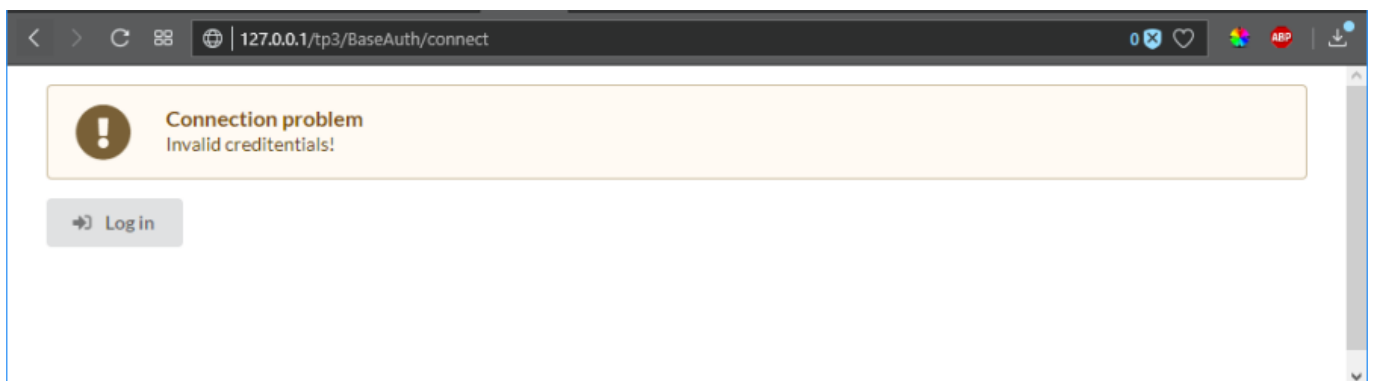 127.0.0.1/tp3/BaseAuth/connect 0 ABP
Connection problem
Invalid creditentials!
Log in